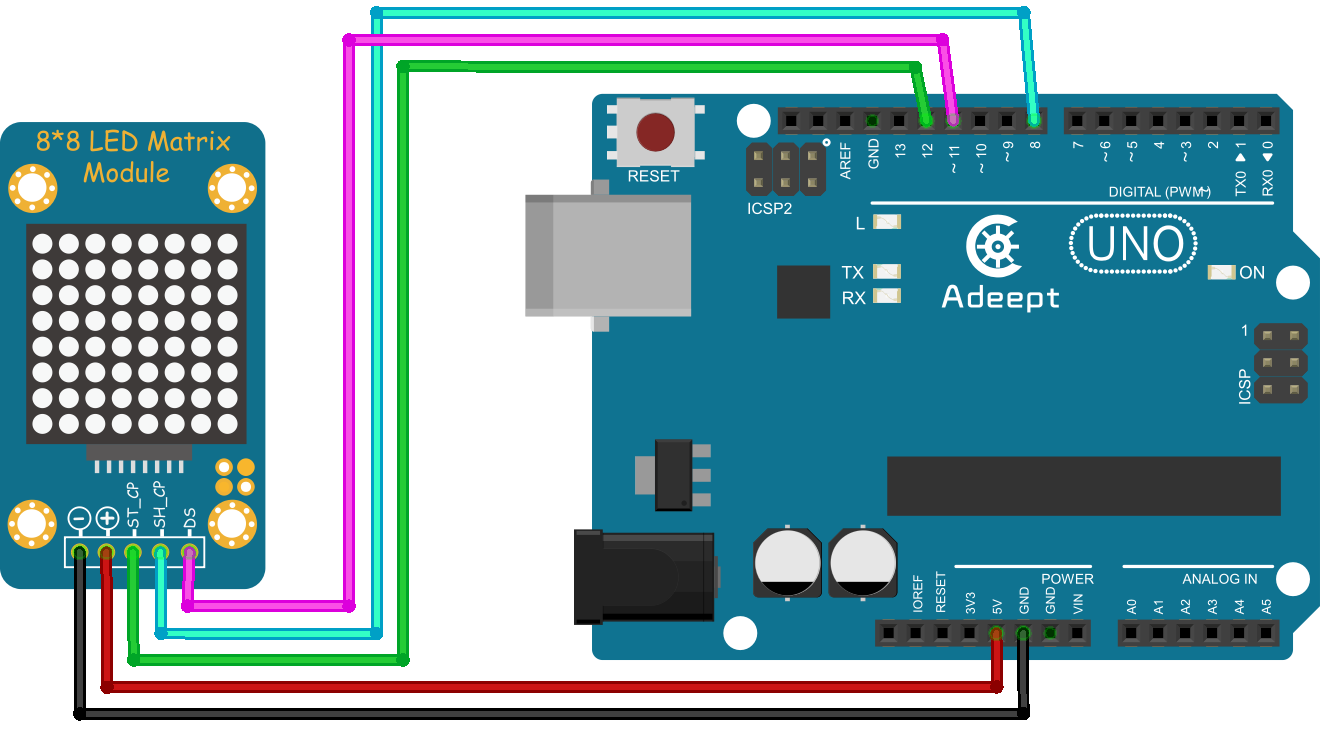 8*8 LED Matrix
Module
ST_CP
SH_CP
DS
RESET
ICSP2
AREF
GND
13
12
~11
~10
~9
8
7
~6
~5
4
~3
2
TX0 ▶ 1
RX0 ◀ 0
DIGITAL (PWM~)
L
TX
RX
Adeept
UNO
ON
1
ICSP
IOREF
RESET
3V3
5V
GND
GND
VIN
POWER
ANALOG IN
A0
A1
A2
A3
A4
A5